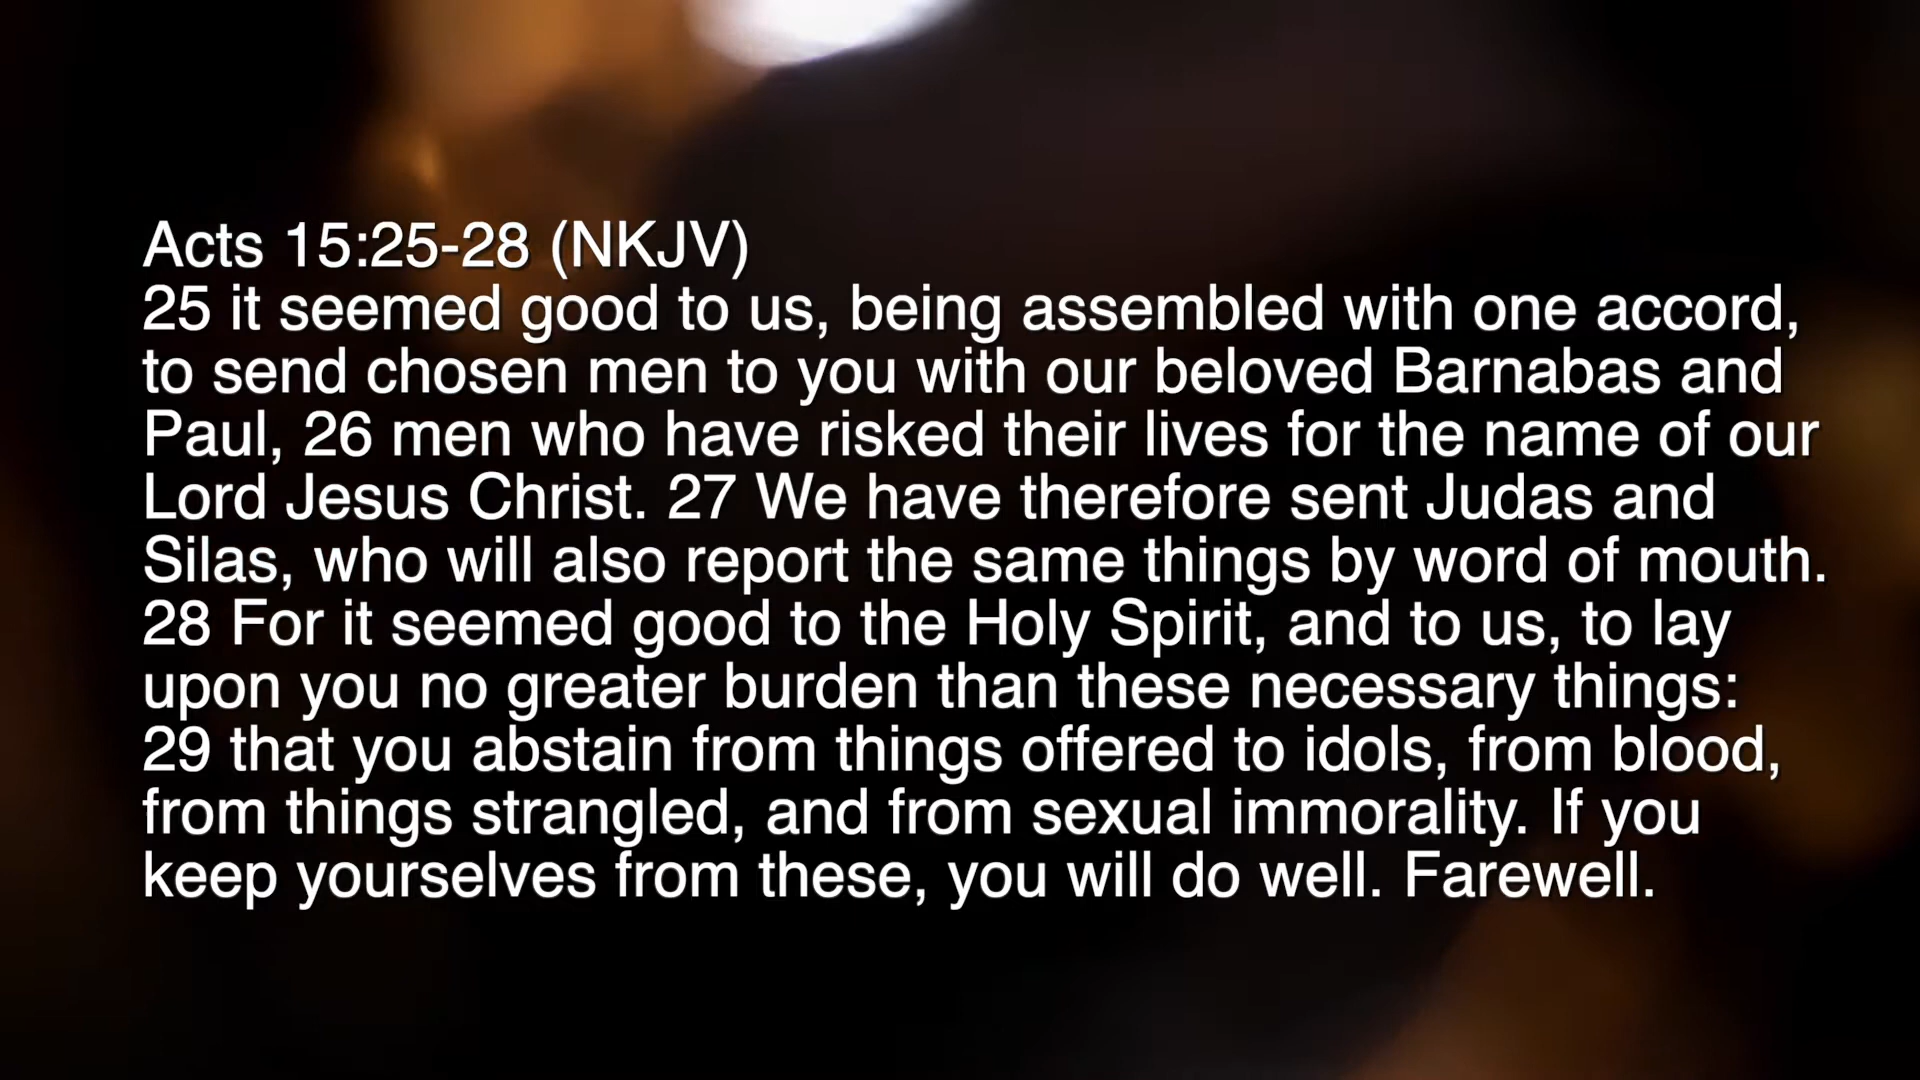 Acts 15:25-28 (NKJV)
25 it seemed good to us, being assembled with one accord,
to send chosen men to you with our beloved Barnabas and
Paul, 26 men who have risked their lives for the name of our
Lord Jesus Christ. 27 We have therefore sent Judas and
Silas, who will also report the same things by word of mouth.
28 For it seemed good to the Holy Spirit, and to us, to lay
upon you no greater burden than these necessary things:
29 that you abstain from things offered to idols, from blood,
from things strangled, and from sexual immorality. If you
keep yourselves from these, you will do well. Farewell.